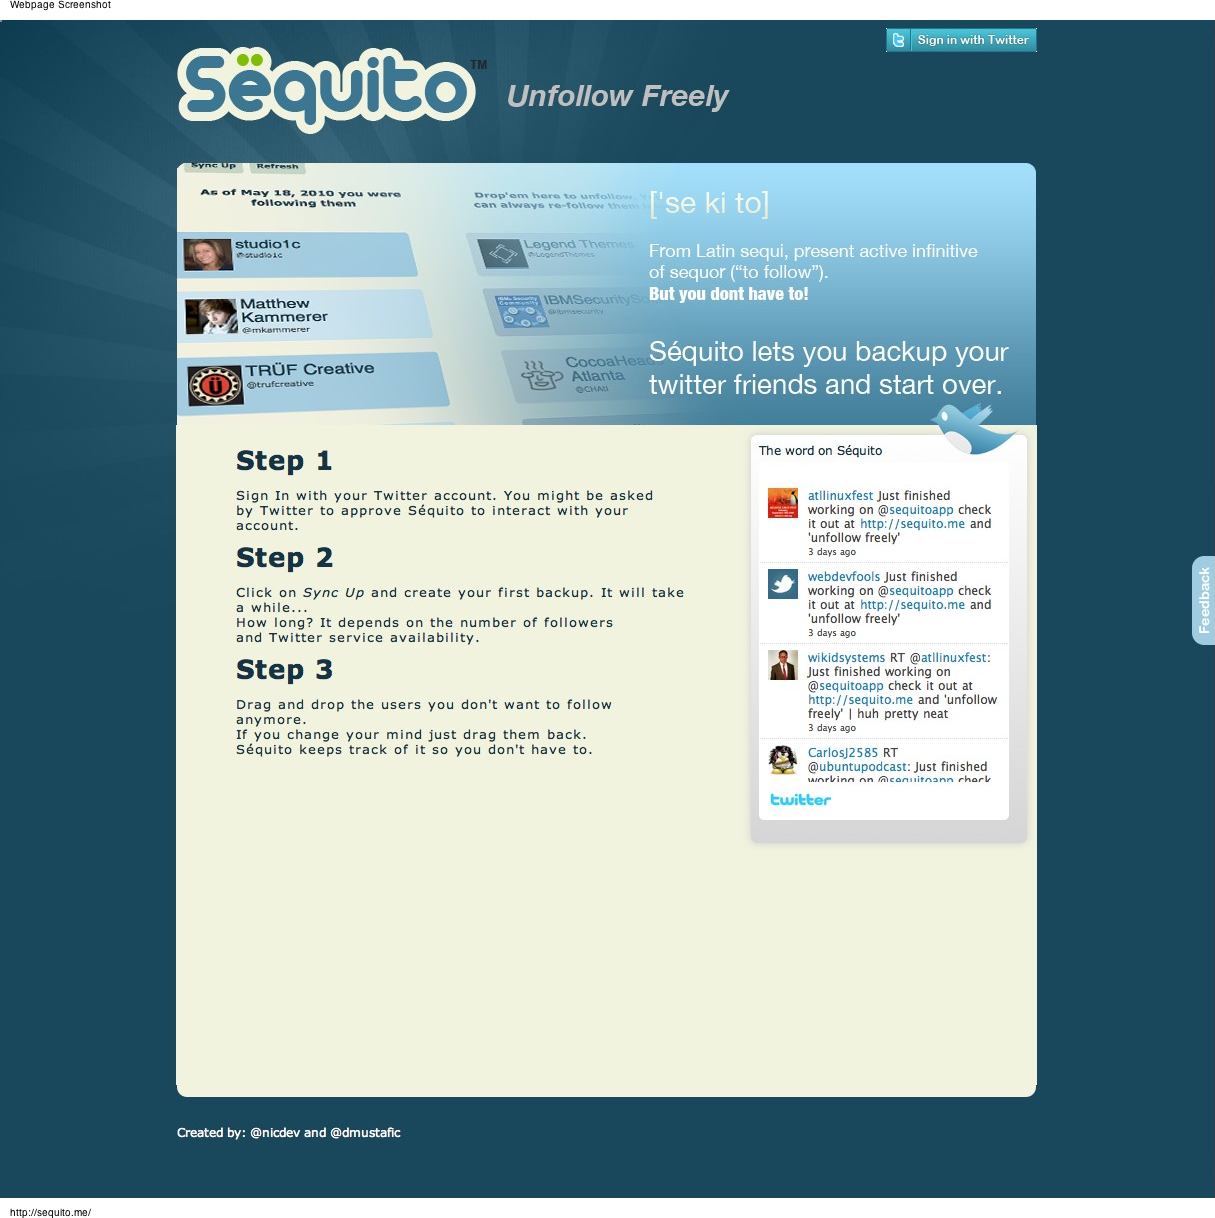 Webpage Screenshot
Sign in with Twitter
Sëquito TM
Unfollow Freely
Sync Up Refresh
As of May 18, 2010 you were
following them
Drop'em here to unfollow.
can always re-follow them
studio1c
@studio1c
Matthew
Kammerer
@mkammerer
TRÜF Creative
@trufcreative
Legend Themes
@LegendThemes
IBMSecuritySo
@ibmsecurity
CocoaHead
Atlanta
['se ki to]
From Latin sequi, present active infinitive
of sequor (“to follow”).
But you dont have to!
Séquito lets you backup your
twitter friends and start over.
Step 1
Sign In with your Twitter account. You might be asked
by Twitter to approve Séquito to interact with your
account.
Step 2
Click on Sync Up and create your first backup. It will take
a while...
How long? It depends on the number of followers
and Twitter service availability.
Step 3
Drag and drop the users you don't want to follow
anymore.
If you change your mind just drag them back.
Séquito keeps track of it so you don't have to.
The word on Séquito
atllinuxfest Just finished
working on @sequitoapp check
it out at http://sequito.me and
'unfollow freely'
3 days ago
webdevfools Just finished
working on @sequitoapp check
it out at http://sequito.me and
'unfollow freely'
3 days ago
wikidsystems RT @atllinuxfest:
Just finished working on
@sequitoapp check it out at
http://sequito.me and 'unfollow
freely' | huh pretty neat
3 days ago
CarlosJ2585 RT
@ubuntupodcast: Just finished
working on @sequitoapp check
twitter
Feedback
Created by: @nicdev and @dmustafic
http://sequito.me/